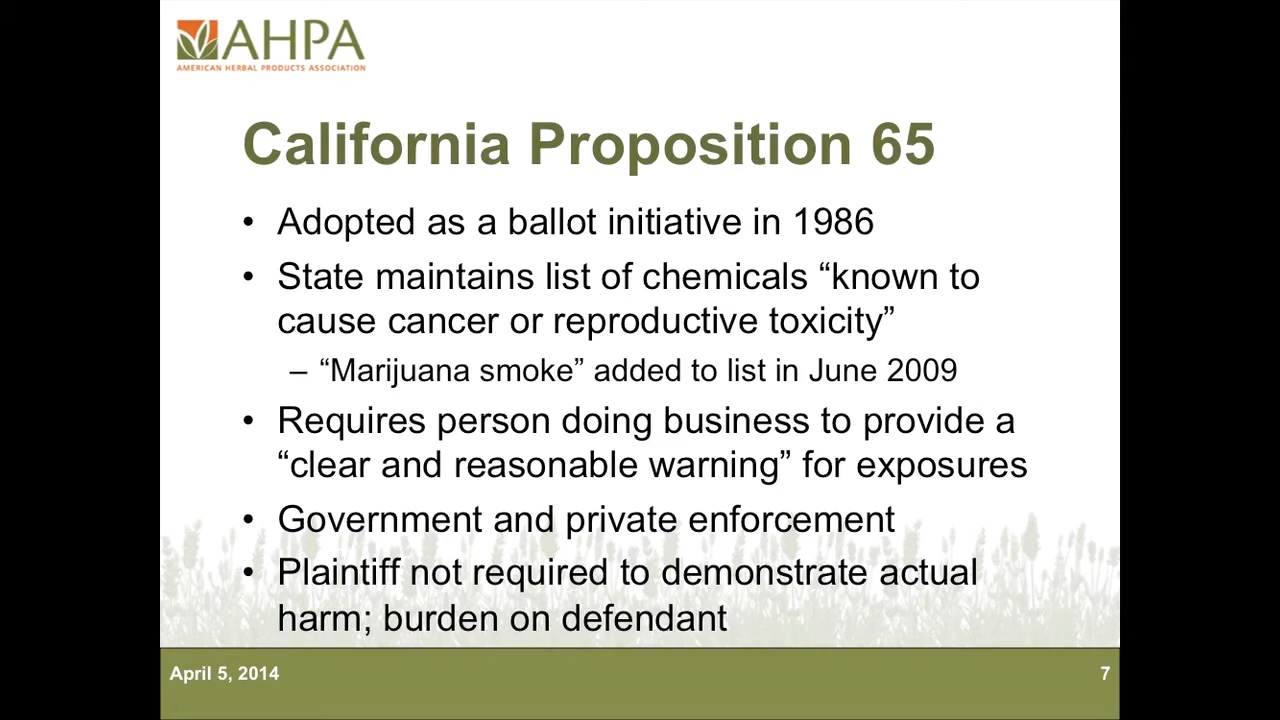 AHPA
AMERICAN HERBAL PRODUCTS ASSOCIATION
California Proposition 65
• Adopted as a ballot initiative in 1986
• State maintains list of chemicals “known to
cause cancer or reproductive toxicity”
– “Marijuana smoke” added to list in June 2009
• Requires person doing business to provide a
“clear and reasonable warning” for exposures
• Government and private enforcement
• Plaintiff not required to demonstrate actual
harm; burden on defendant
April 5, 2014
7